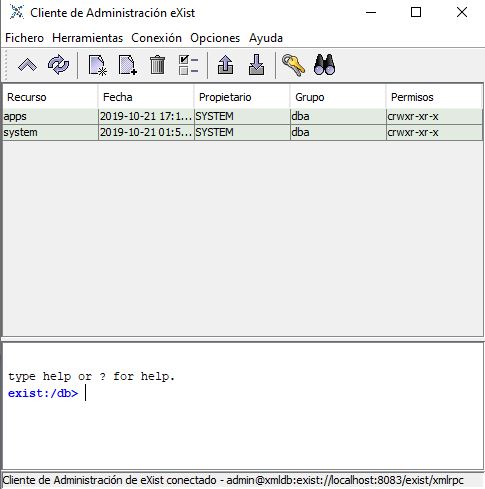 Cliente de Administración eXist
Fichero Herramientas Conexión Opciones Ayuda
Recurso Fecha Propietario Grupo Permisos
apps 2019-10-21 17:1... SYSTEM dba crwxr-xr-x
system 2019-10-21 01:5... SYSTEM dba crwxr-xr-x
type help or ? for help.
exist:/db>
Cliente de Administración de eXist conectado - admin@xmldb:exist://localhost:8083/exist/xmlrpc